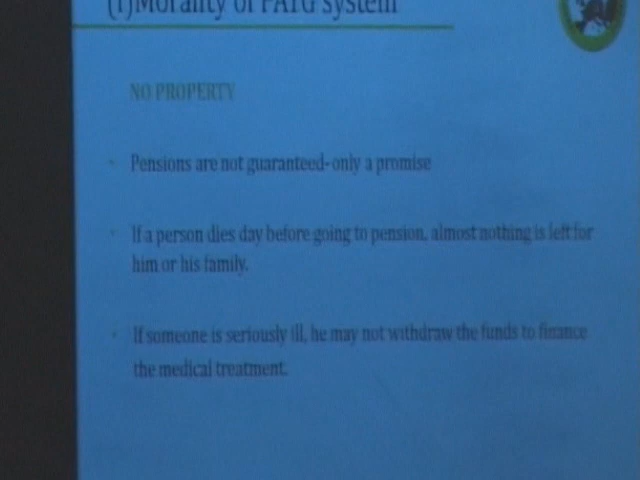 (I)Morality of PAYG system
NO PROPERTY
Pensions are not guaranteed- only a promise
If a person dies day before going to pension, almost nothing is left for
him or his family.
If someone is seriously ill, he may not withdraw the funds to finance
the medical treatment.